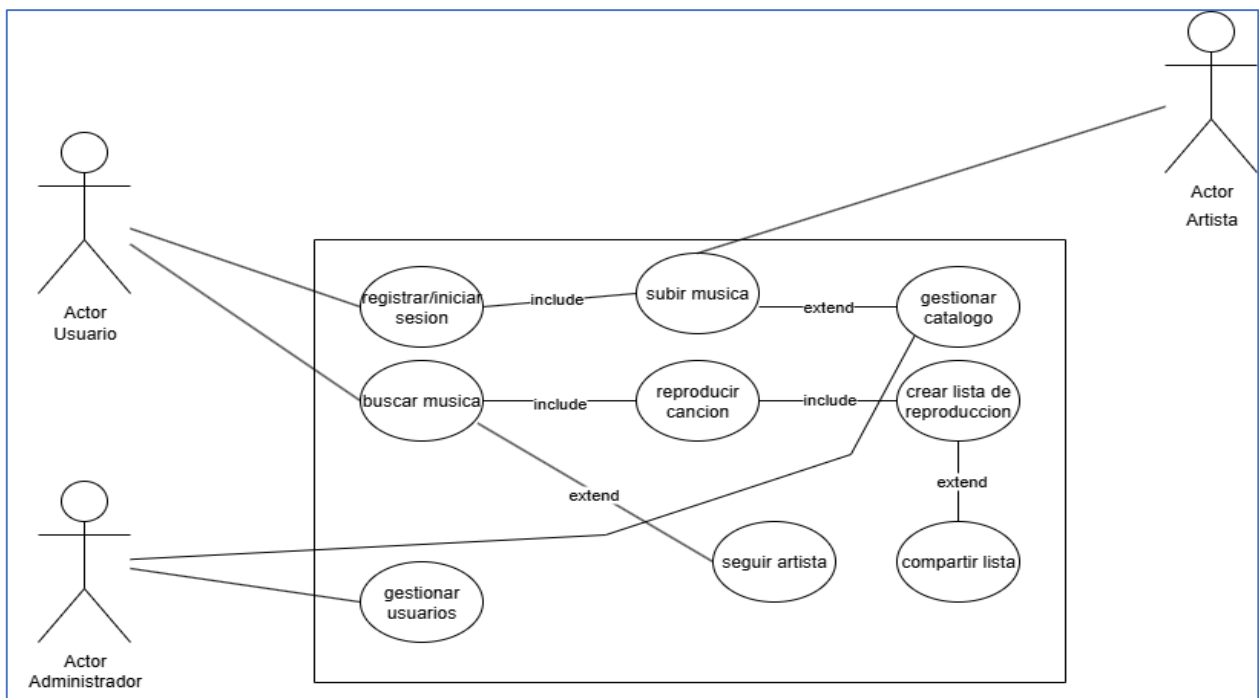 Actor
Artista
Actor
Usuario
registrar/iniciar
sesion
include
subir musica
extend
gestionar
catalogo
buscar musica
include
reproducir
cancion
include
crear lista de
reproduccion
extend
extend
seguir artista
compartir lista
gestionar
usuarios
Actor
Administrador